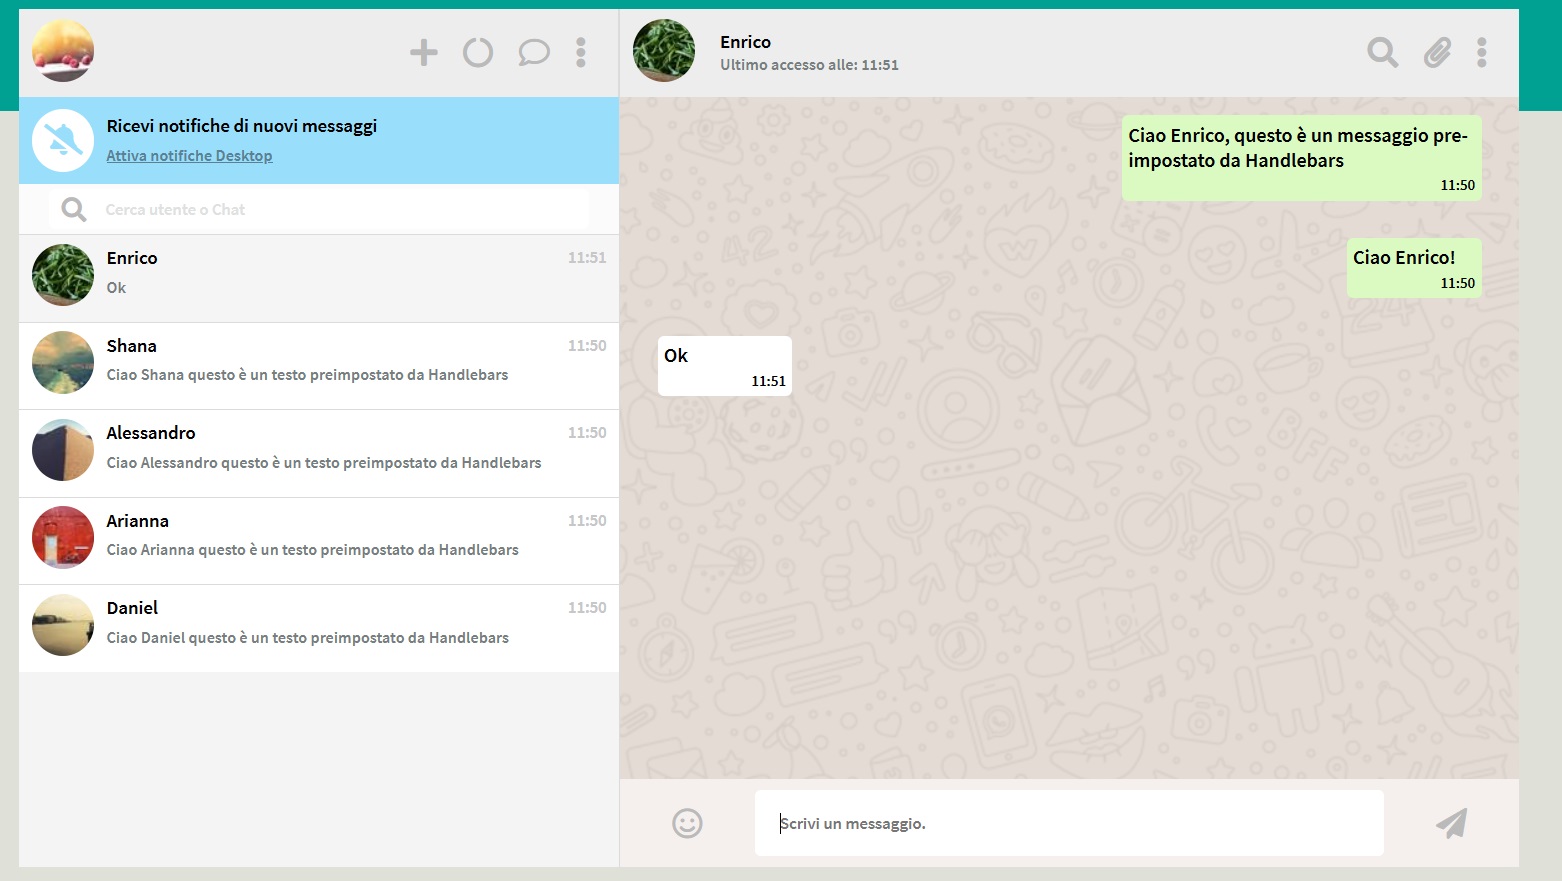 Ricevi notifiche di nuovi messaggi
Attiva notifiche Desktop
Cerca utente o Chat
Enrico
11:51
Ok
Shana
11:50
Ciao Shana questo è un testo preimpostato da Handlebars
Alessandro
11:50
Ciao Alessandro questo è un testo preimpostato da Handlebars
Arianna
11:50
Ciao Arianna questo è un testo preimpostato da Handlebars
Daniel
11:50
Ciao Daniel questo è un testo preimpostato da Handlebars
Enrico
Ultimo accesso alle: 11:51
Ciao Enrico, questo è un messaggio pre-
impostato da Handlebars
11:50
Ciao Enrico!
11:50
Ok
11:51
Scrivi un messaggio.